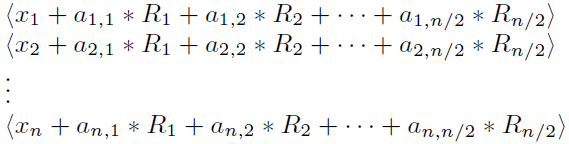 ⟨x_1 + a_{1,1} * R_1 + a_{1,2} * R_2 + ⋯ + a_{1,n/2} * R_{n/2}⟩
⟨x_2 + a_{2,1} * R_1 + a_{2,2} * R_2 + ⋯ + a_{2,n/2} * R_{n/2}⟩
⋮
⟨x_n + a_{n,1} * R_1 + a_{n,2} * R_2 + ⋯ + a_{n,n/2} * R_{n/2}⟩